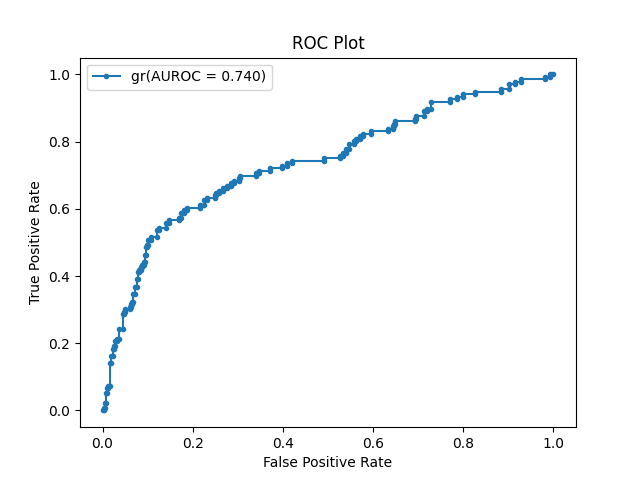 ROC Plot
gr(AUROC = 0.740)
True Positive Rate
1.0
0.8
0.6
0.4
0.2
0.0
0.0 0.2 0.4 0.6 0.8 1.0
False Positive Rate